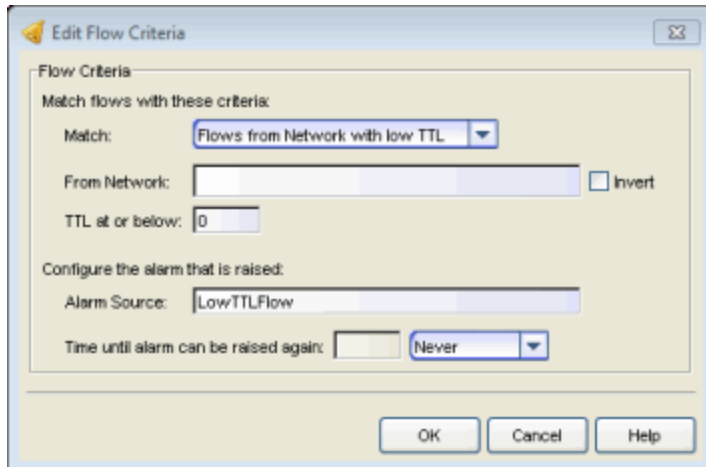 Edit Flow Criteria
Flow Criteria
Match flows with these criteria:
Match: Flows from Network with low TTL
From Network: Invert
TTL at or below: 0
Configure the alarm that is raised:
Alarm Source: LowTTLFlow
Time until alarm can be raised again: Never
OK Cancel Help